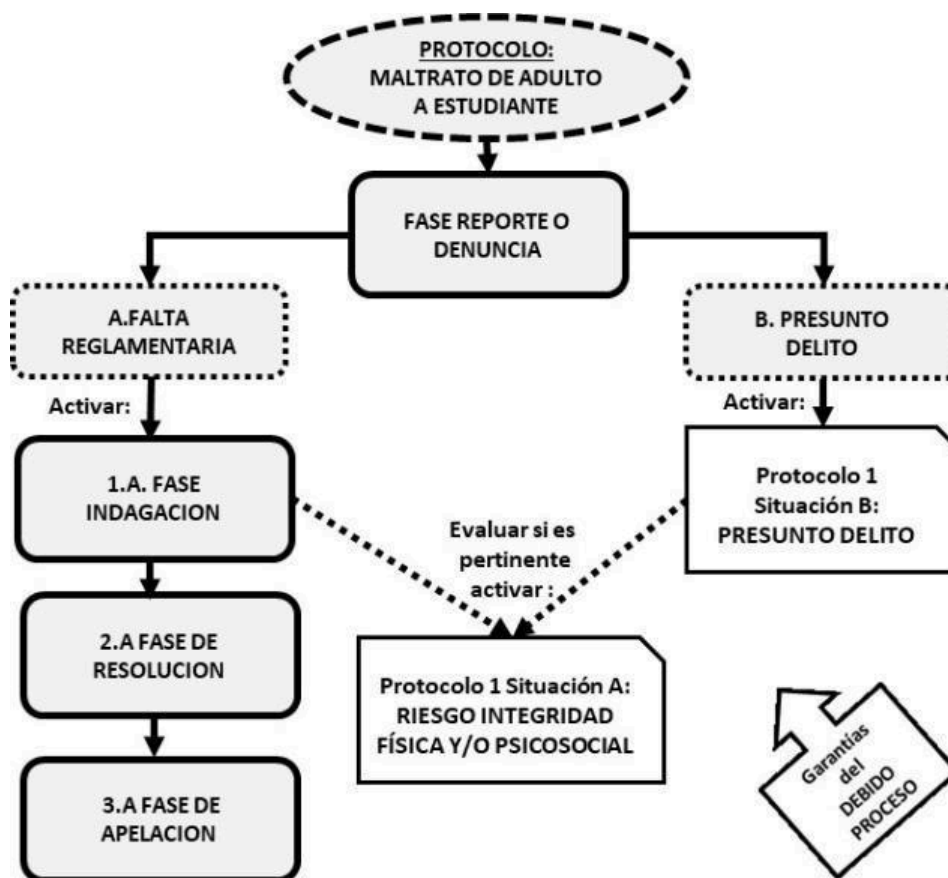 PROTOCOLO:
MALTRATO DE ADULTO
A ESTUDIANTE
FASE REPORTE O
DENUNCIA
A.FALTA
REGLAMENTARIA
B. PRESUNTO
DELITO
Activar:
Activar:
1.A. FASE
INDAGACION
Protocolo 1
Situación B:
PRESUNTO DELITO
Evaluar si es
pertinente
activar :
2.A FASE DE
RESOLUCION
Protocolo 1 Situación A:
RIESGO INTEGRIDAD
FÍSICA Y/O PSICOSOCIAL
3.A FASE DE
APELACION
Garantías
del
DEBIDO
PROCESO